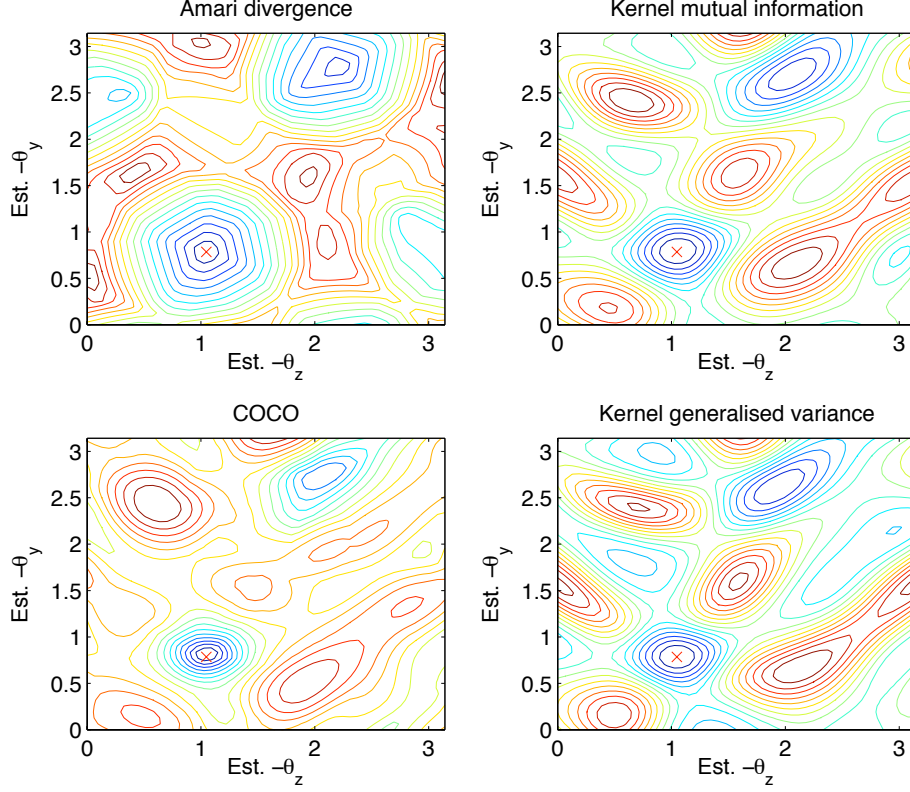 Amari divergence
3
2.5
2
1.5
1
0.5
0
Est. −θy
0 1 2 3
Est. −θz
Kernel mutual information
3
2.5
2
1.5
1
0.5
0
Est. −θy
0 1 2 3
Est. −θz
COCO
3
2.5
2
1.5
1
0.5
0
Est. −θy
0 1 2 3
Est. −θz
Kernel generalised variance
3
2.5
2
1.5
1
0.5
0
Est. −θy
0 1 2 3
Est. −θz